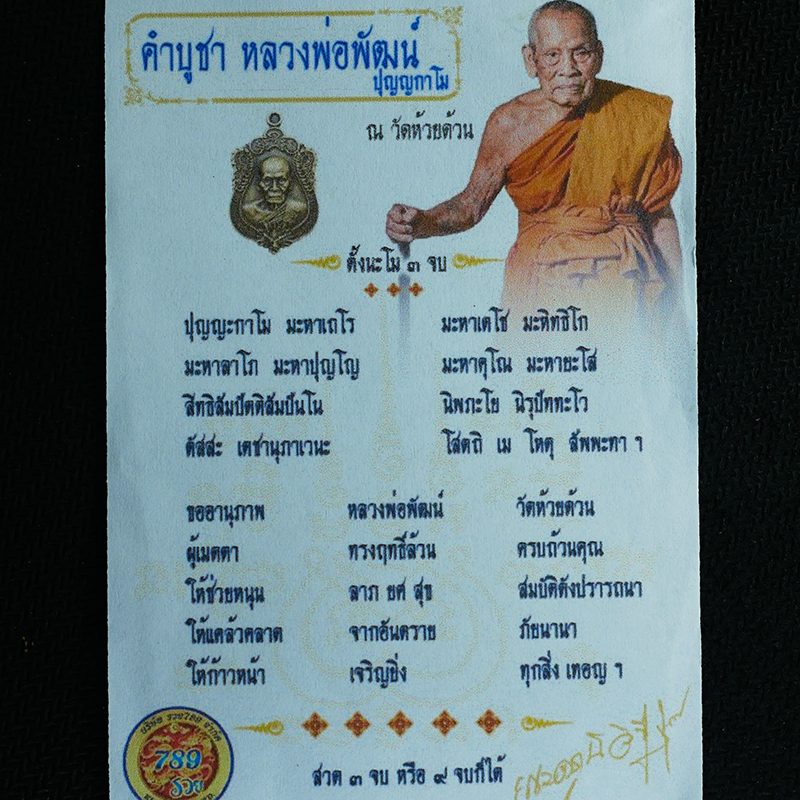 คำบูชา หลวงพ่อพัฒน์
ปุญญกาโม
ณ วัดห้วยด้วน
ตั้งนะโม ๓ จบ
ปุญญะกาโม มะหาเถโร มะหาเตโช มะหิทธิโก
มะหาลาโภ มะหาปุญโญ มะหาคุโณ มะหายะโส
สิทธิสัมปัตติสัมปันโน นิพภะโย นิรุปัททะโว
ตัสสะ เตชานุภาเวนะ โสตถิ เม โหตุ สัพพะทา ฯ
ขออานุภาพ หลวงพ่อพัฒน์ วัดห้วยด้วน
ผู้เมตตา ทรงฤทธิ์ล้วน ครบถ้วนคุณ
ให้ช่วยหนุน ลาภ ยศ สุข สมบัติดังปรารถนา
ให้แคล้วคลาด จากอันตราย ภัยนานา
ให้ก้าวหน้า เจริญยิ่ง ทุกสิ่ง เทอญ ฯ
789
รวย
สวด ๓ จบ หรือ ๙ จบก็ได้